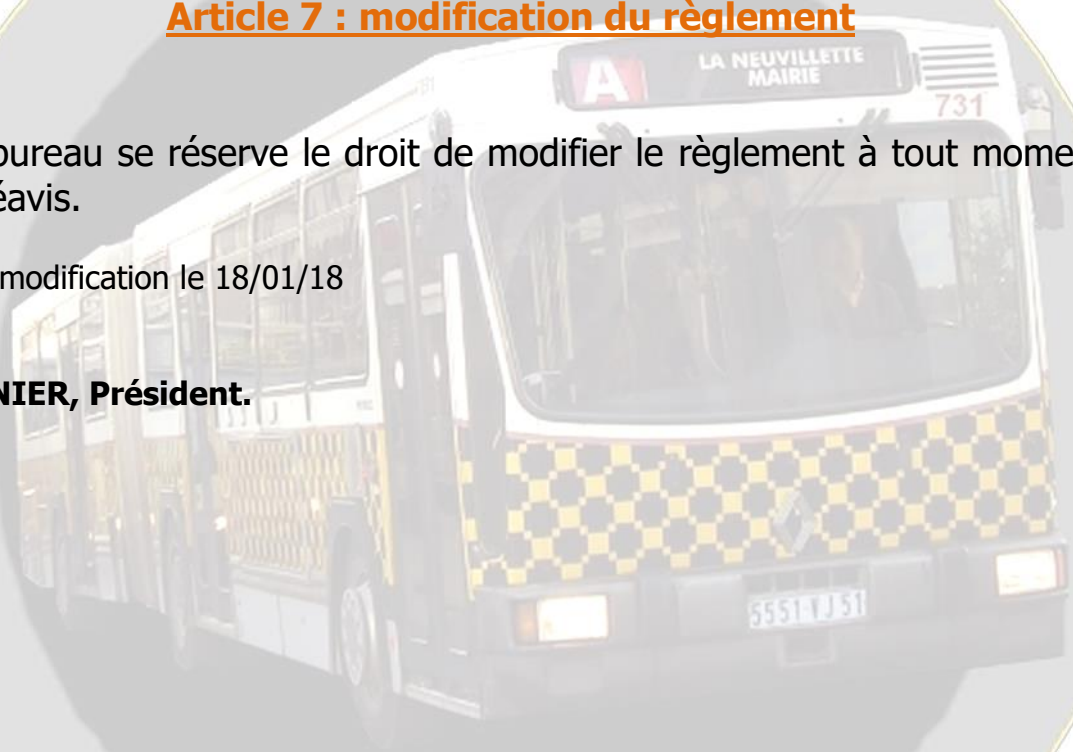 Article 7 : modification du règlement
LA NEUVILLETTE
A
MAIRIE
731
bureau se réserve le droit de modifier le règlement à tout mome
éavis.
modification le 18/01/18
NIER, Président.
5551 VJ 51